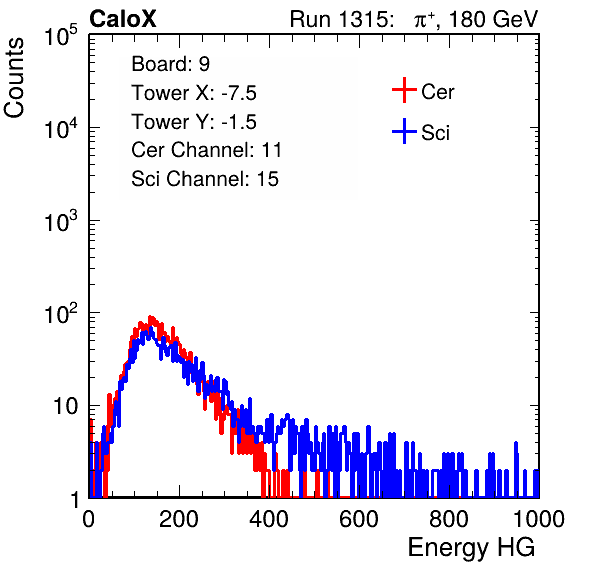 CaloX Run 1315: π⁺, 180 GeV
Counts
Board: 9
Tower X: -7.5
Tower Y: -1.5
Cer Channel: 11
Sci Channel: 15
Cer
Sci
10⁵
10⁴
10³
10²
10
1
0 200 400 600 800 1000
Energy HG